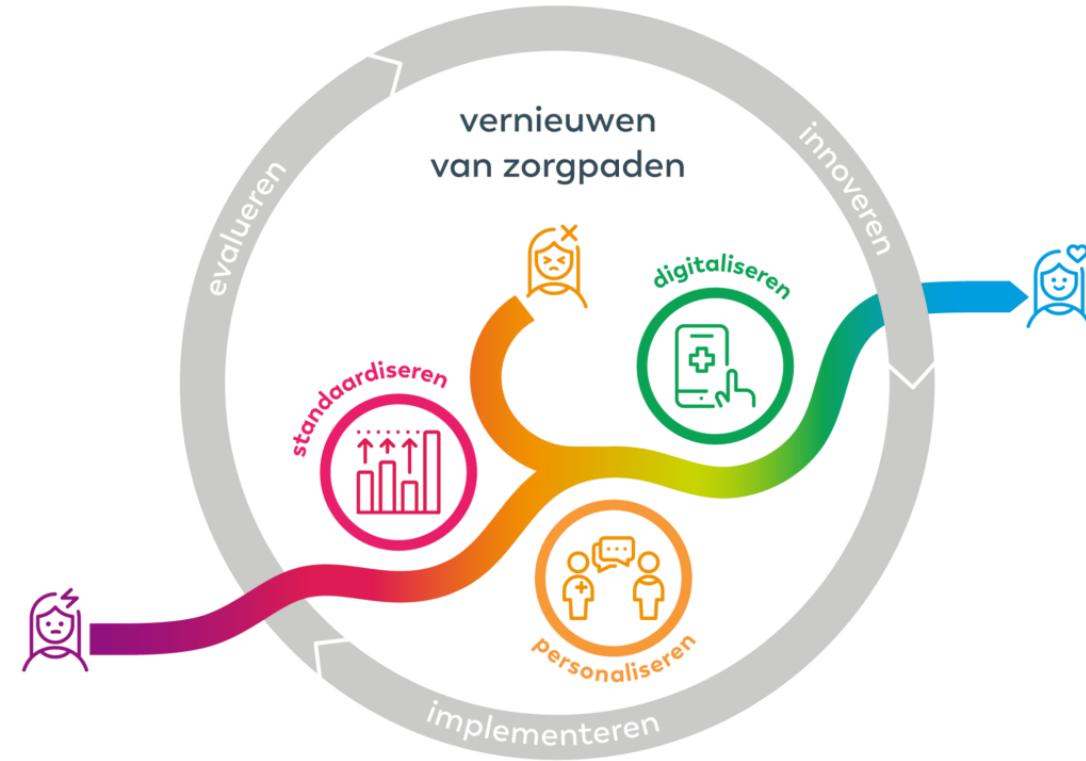 vernieuwen
van zorgpaden
evalueren
innoveren
digitaliseren
standaardiseren
personaliseren
implementeren